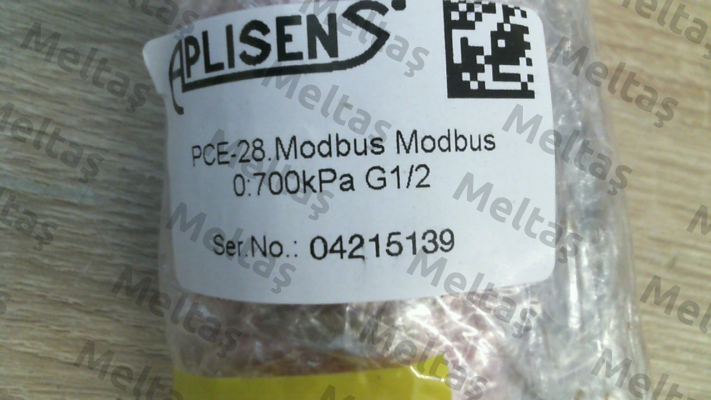 APLISENS
PCE-28.Modbus Modbus
0:700kPa G1/2
Ser.No.: 04215139
Meltaş